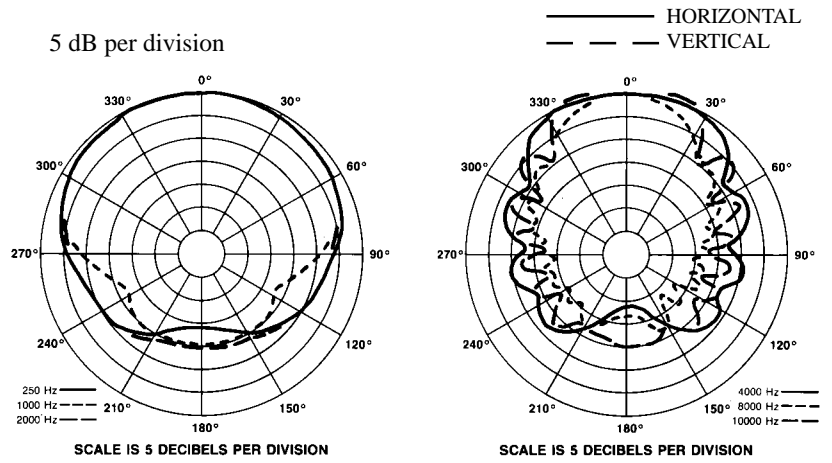 HORIZONTAL
VERTICAL
5 dB per division
0°
330°
30°
300°
60°
270°
90°
240°
120°
210°
150°
180°
250 Hz
1000 Hz
2000 Hz
SCALE IS 5 DECIBELS PER DIVISION
0°
330°
30°
300°
60°
270°
90°
240°
120°
210°
150°
180°
4000 Hz
8000 Hz
10000 Hz
SCALE IS 5 DECIBELS PER DIVISION